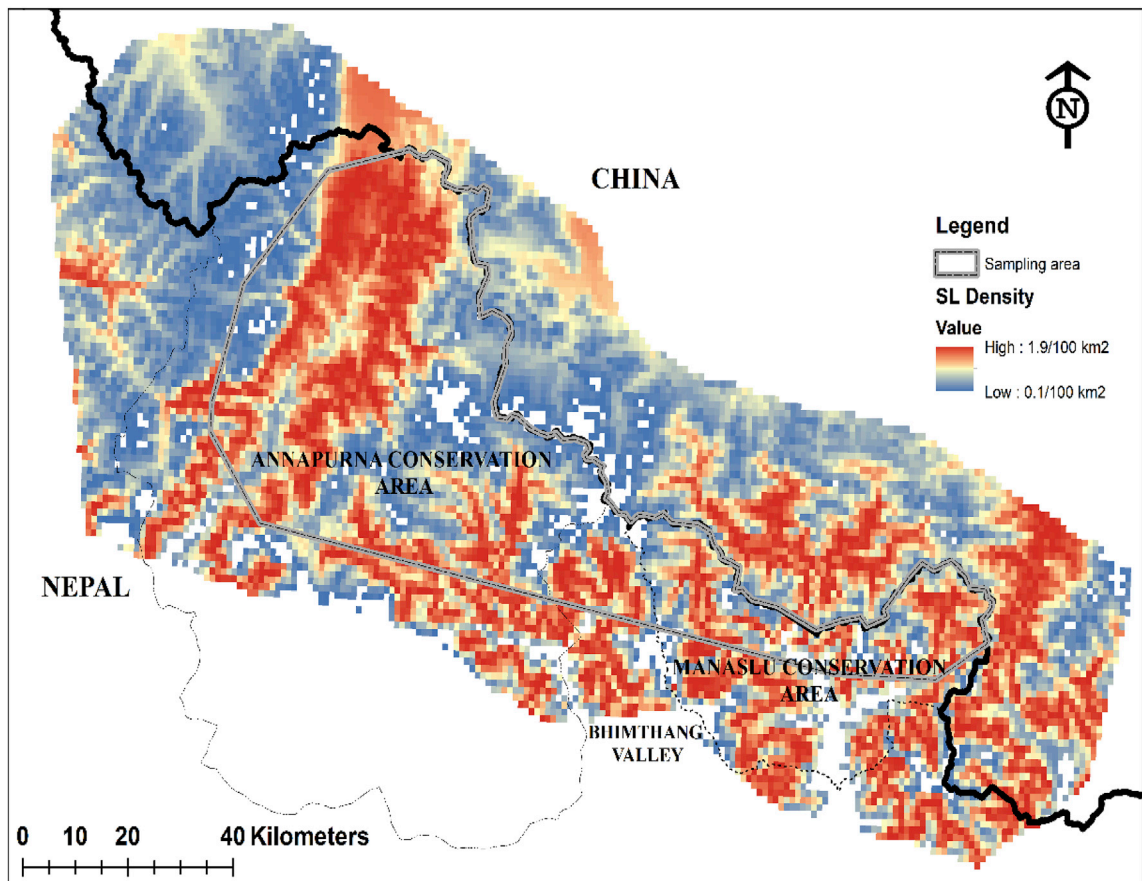 N
CHINA
Legend
Sampling area
SL Density
Value
High : 1.9/100 km2
Low : 0.1/100 km2
ANNAPURNA CONSERVATION
AREA
NEPAL
MANASLU CONSERVATION
AREA
BHIMTHANG
VALLEY
0 10 20 40 Kilometers